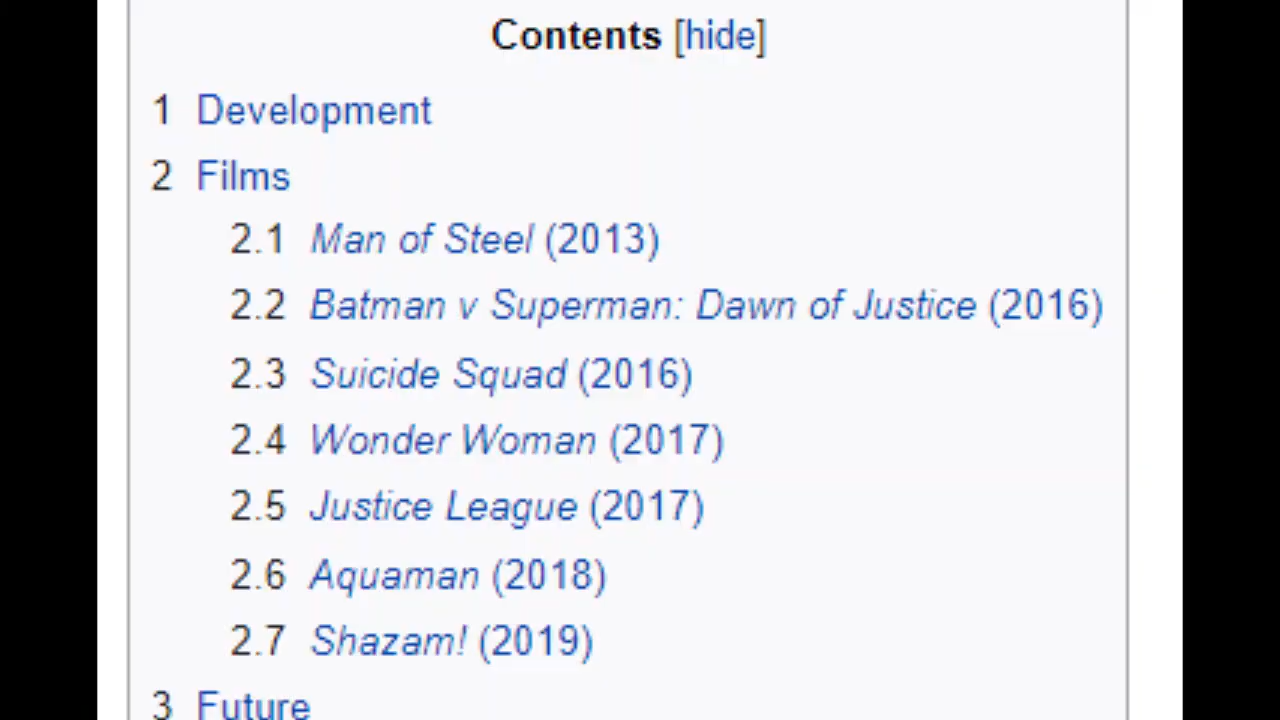 Contents [hide]
1 Development
2 Films
2.1 Man of Steel (2013)
2.2 Batman v Superman: Dawn of Justice (2016)
2.3 Suicide Squad (2016)
2.4 Wonder Woman (2017)
2.5 Justice League (2017)
2.6 Aquaman (2018)
2.7 Shazam! (2019)
3 Future